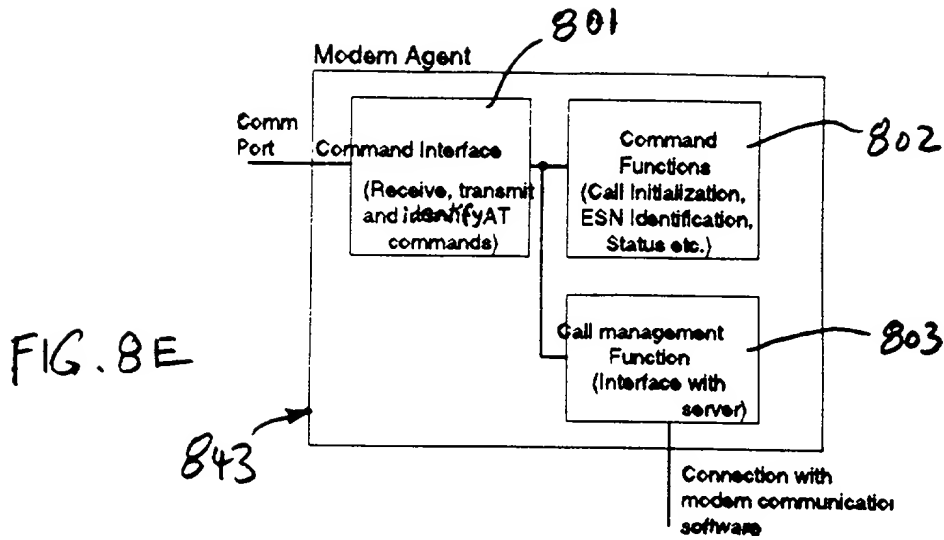 801
Modem Agent
Comm
Port
Command Interface
(Receive, transmit
and identify AT
commands)
Command
Functions
(Call Initialization,
ESN Identification,
Status etc.)
802
Call management
Function
(Interface with
server)
803
FIG. 8E
843
Connection with
modem communication
software